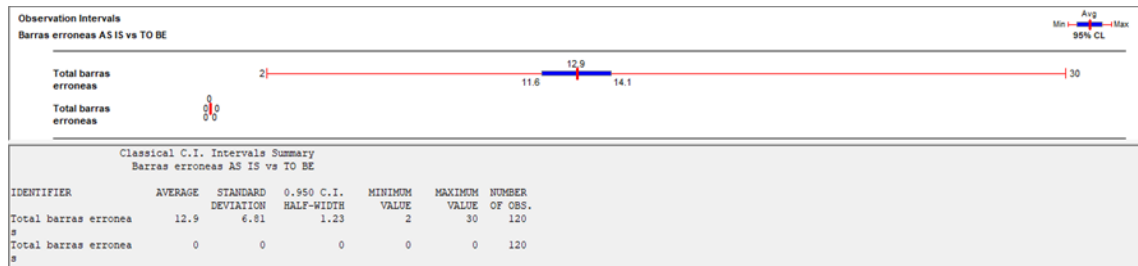 Observation Intervals
Barras erroneas AS IS vs TO BE
Avg
Min Max
95% CL
Total barras
erroneas
2 12.9 30
11.6 14.1
Total barras
erroneas
0
0 0
0 0
Classical C.I. Intervals Summary
Barras erroneas AS IS vs TO BE
IDENTIFIER AVERAGE STANDARD 0.950 C.I. MINIMUM MAXIMUM NUMBER
DEVIATION HALF-WIDTH VALUE VALUE OF OBS.
Total barras erronea 12.9 6.81 1.23 2 30 120
s
Total barras erronea 0 0 0 0 0 120
s